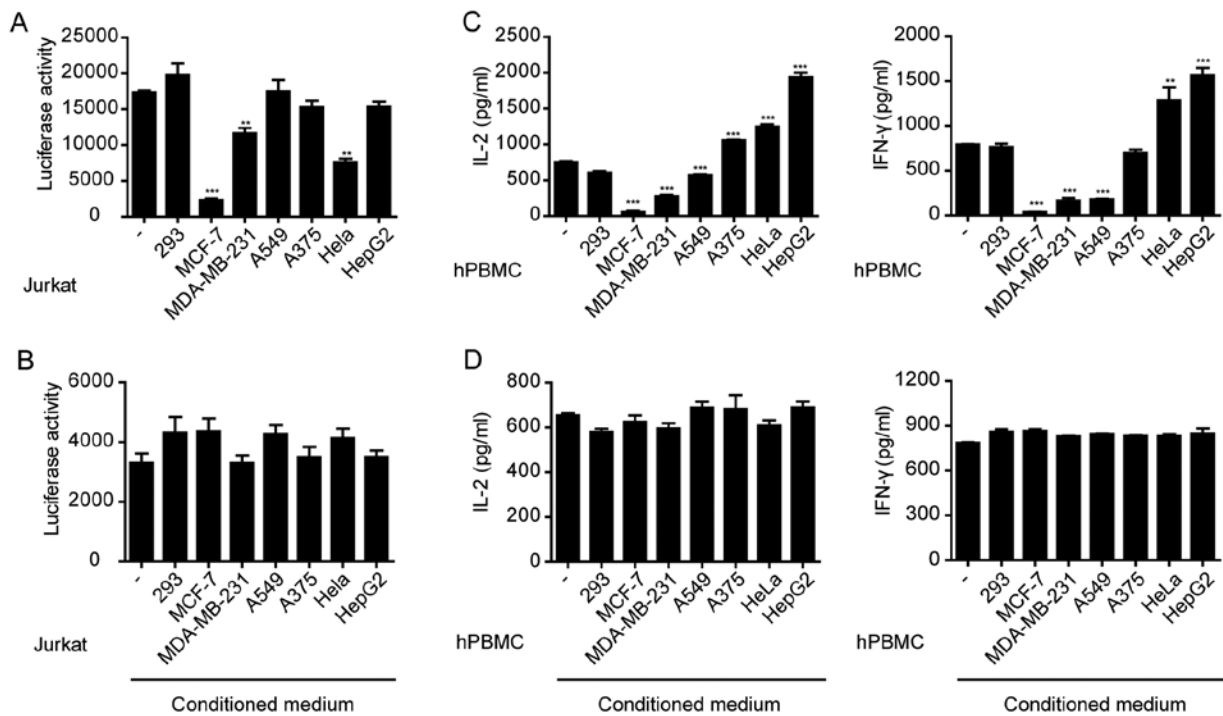 A
Luciferase activity
25000
20000
15000
10000
5000
0
***
**
**
-
293
MCF-7
MDA-MB-231
A549
A375
Hela
HepG2
Jurkat
C
IL-2 (pg/ml)
2500
2000
1500
1000
500
0
***
***
***
***
***
***
-
293
MCF-7
MDA-MB-231
A549
A375
HeLa
HepG2
hPBMC
IFN-γ (pg/ml)
2000
1500
1000
500
0
***
***
***
**
***
-
293
MCF-7
MDA-MB-231
A549
A375
HeLa
HepG2
hPBMC
B
Luciferase activity
6000
4000
2000
0
-
293
MCF-7
MDA-MB-231
A549
A375
Hela
HepG2
Jurkat
Conditioned medium
D
IL-2 (pg/ml)
800
600
400
200
0
-
293
MCF-7
MDA-MB-231
A549
A375
HeLa
HepG2
hPBMC
Conditioned medium
IFN-γ (pg/ml)
1200
900
600
300
0
-
293
MCF-7
MDA-MB-231
A549
A375
HeLa
HepG2
hPBMC
Conditioned medium